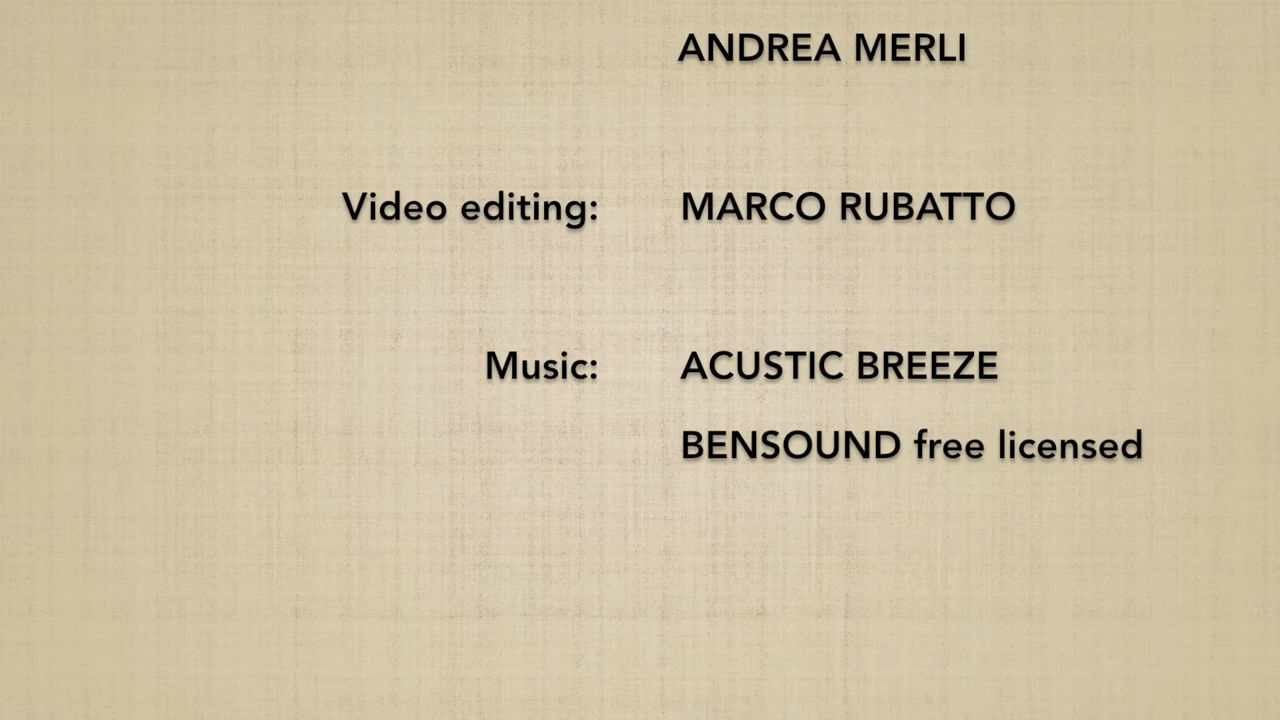 ANDREA MERLI
Video editing: MARCO RUBATTO
Music: ACUSTIC BREEZE
BENSOUND free licensed